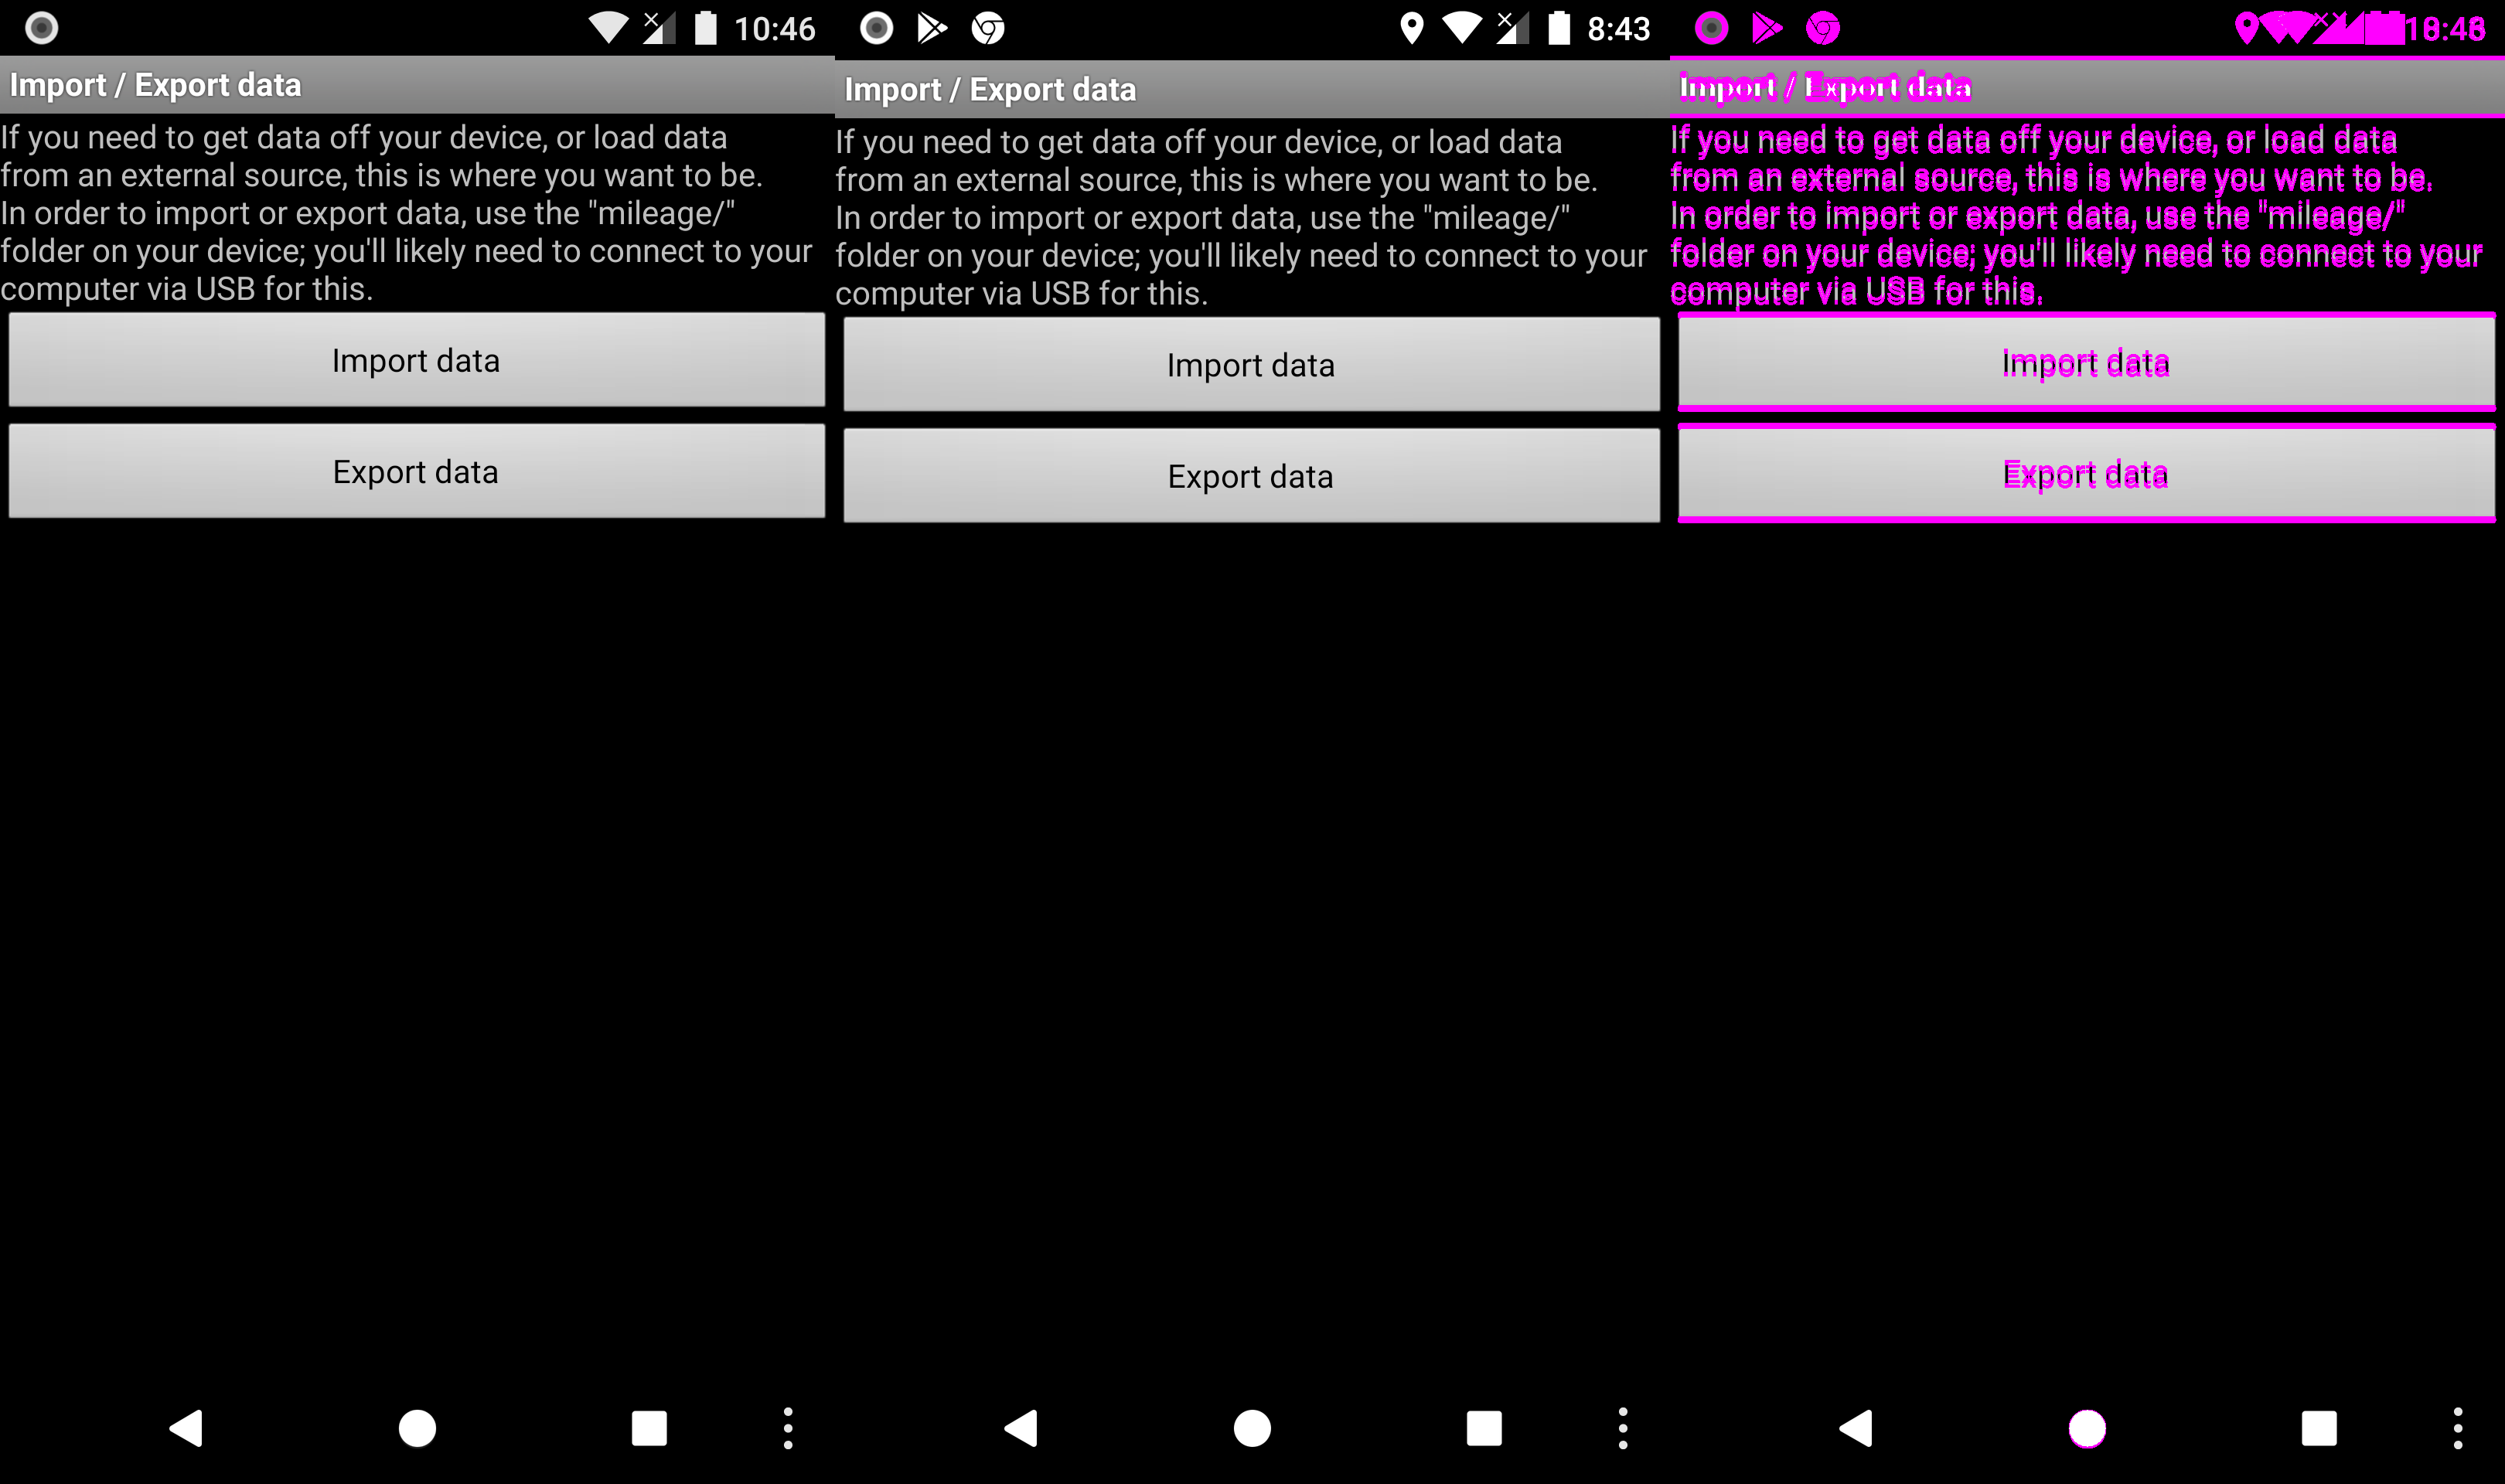 10:46
Import / Export data
If you need to get data off your device, or load data
from an external source, this is where you want to be.
In order to import or export data, use the "mileage/"
folder on your device; you'll likely need to connect to your
computer via USB for this.
Import data
Export data
8:43
Import / Export data
If you need to get data off your device, or load data
from an external source, this is where you want to be.
In order to import or export data, use the "mileage/"
folder on your device; you'll likely need to connect to your
computer via USB for this.
Import data
Export data
Import / Export data
If you need to get data off your device, or load data
from an external source, this is where you want to be.
In order to import or export data, use the "mileage/"
folder on your device; you'll likely need to connect to your
computer via USB for this.
Import data
Export data